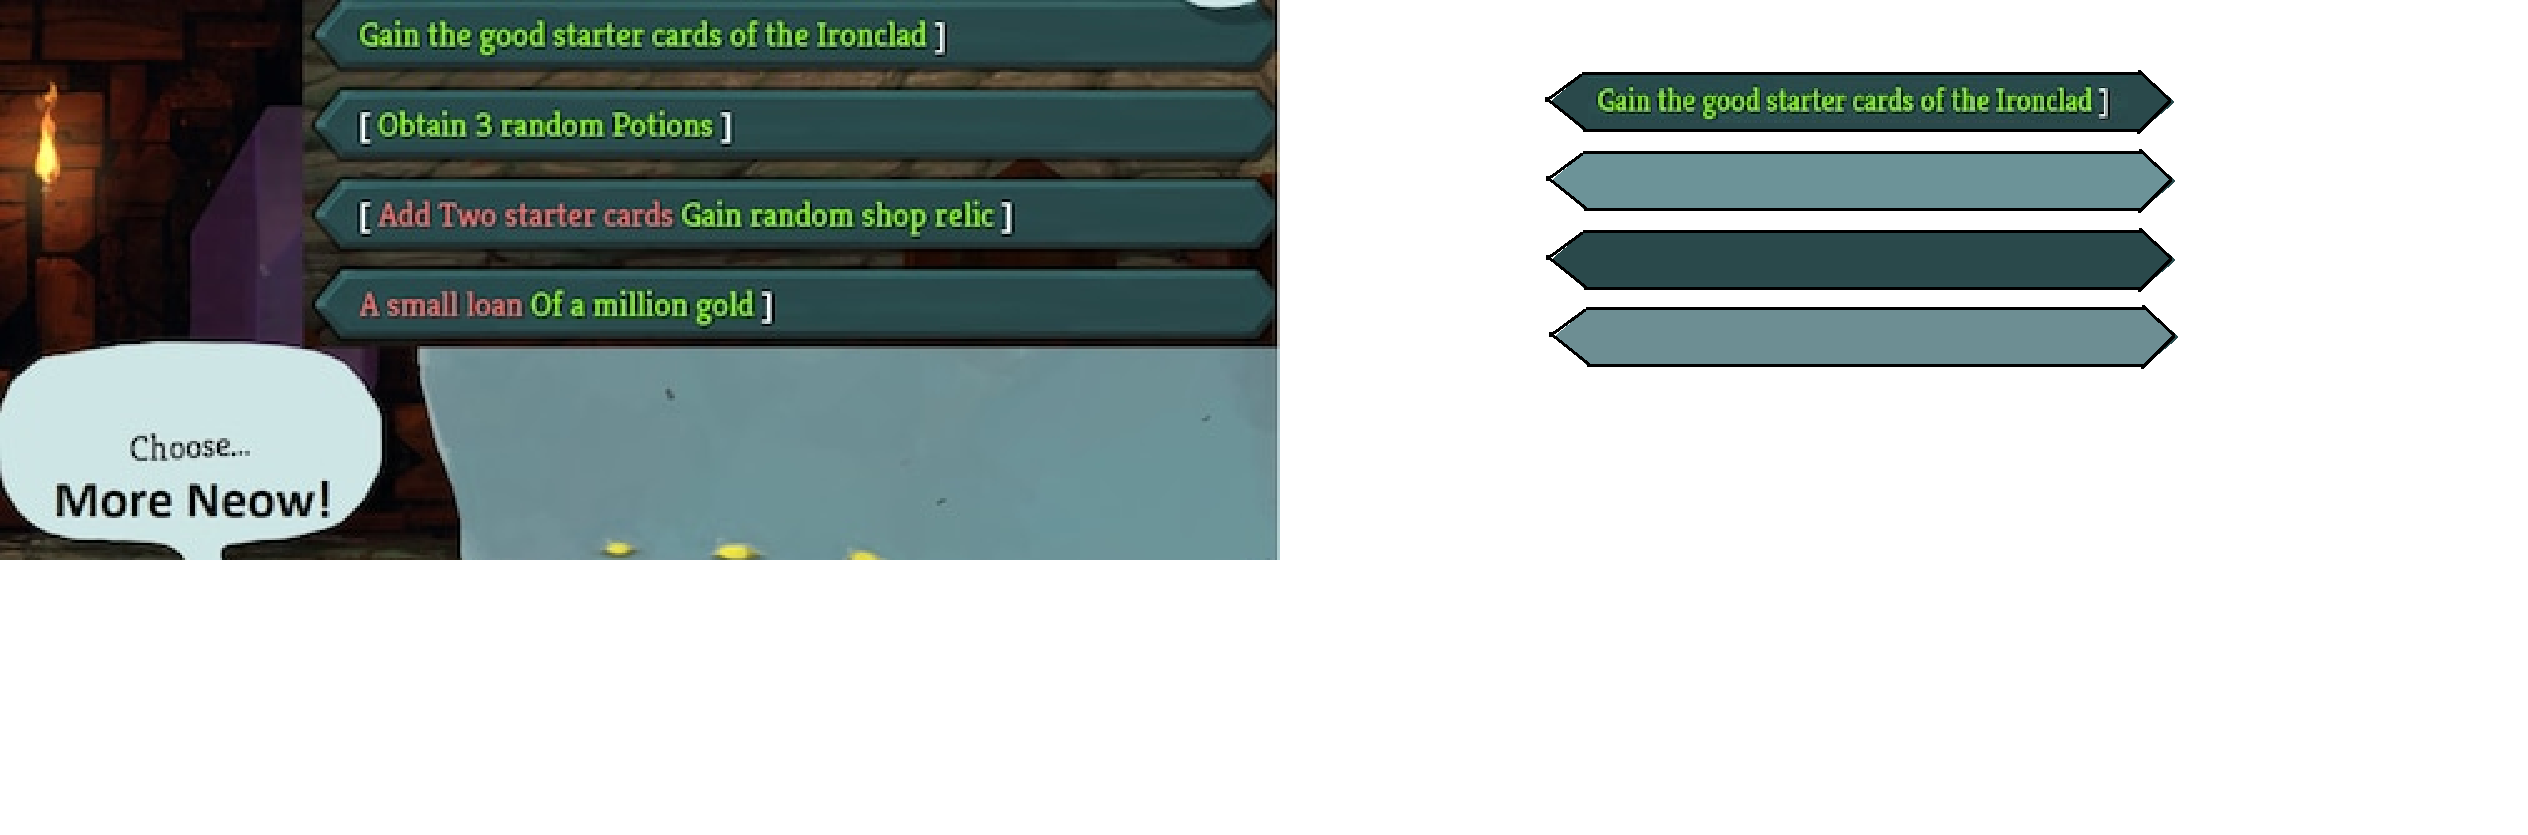 Gain the good starter cards of the Ironclad ]
[ Obtain 3 random Potions ]
[ Add Two starter cards Gain random shop relic ]
A small loan Of a million gold ]
Choose...
More Neow!
Gain the good starter cards of the Ironclad ]